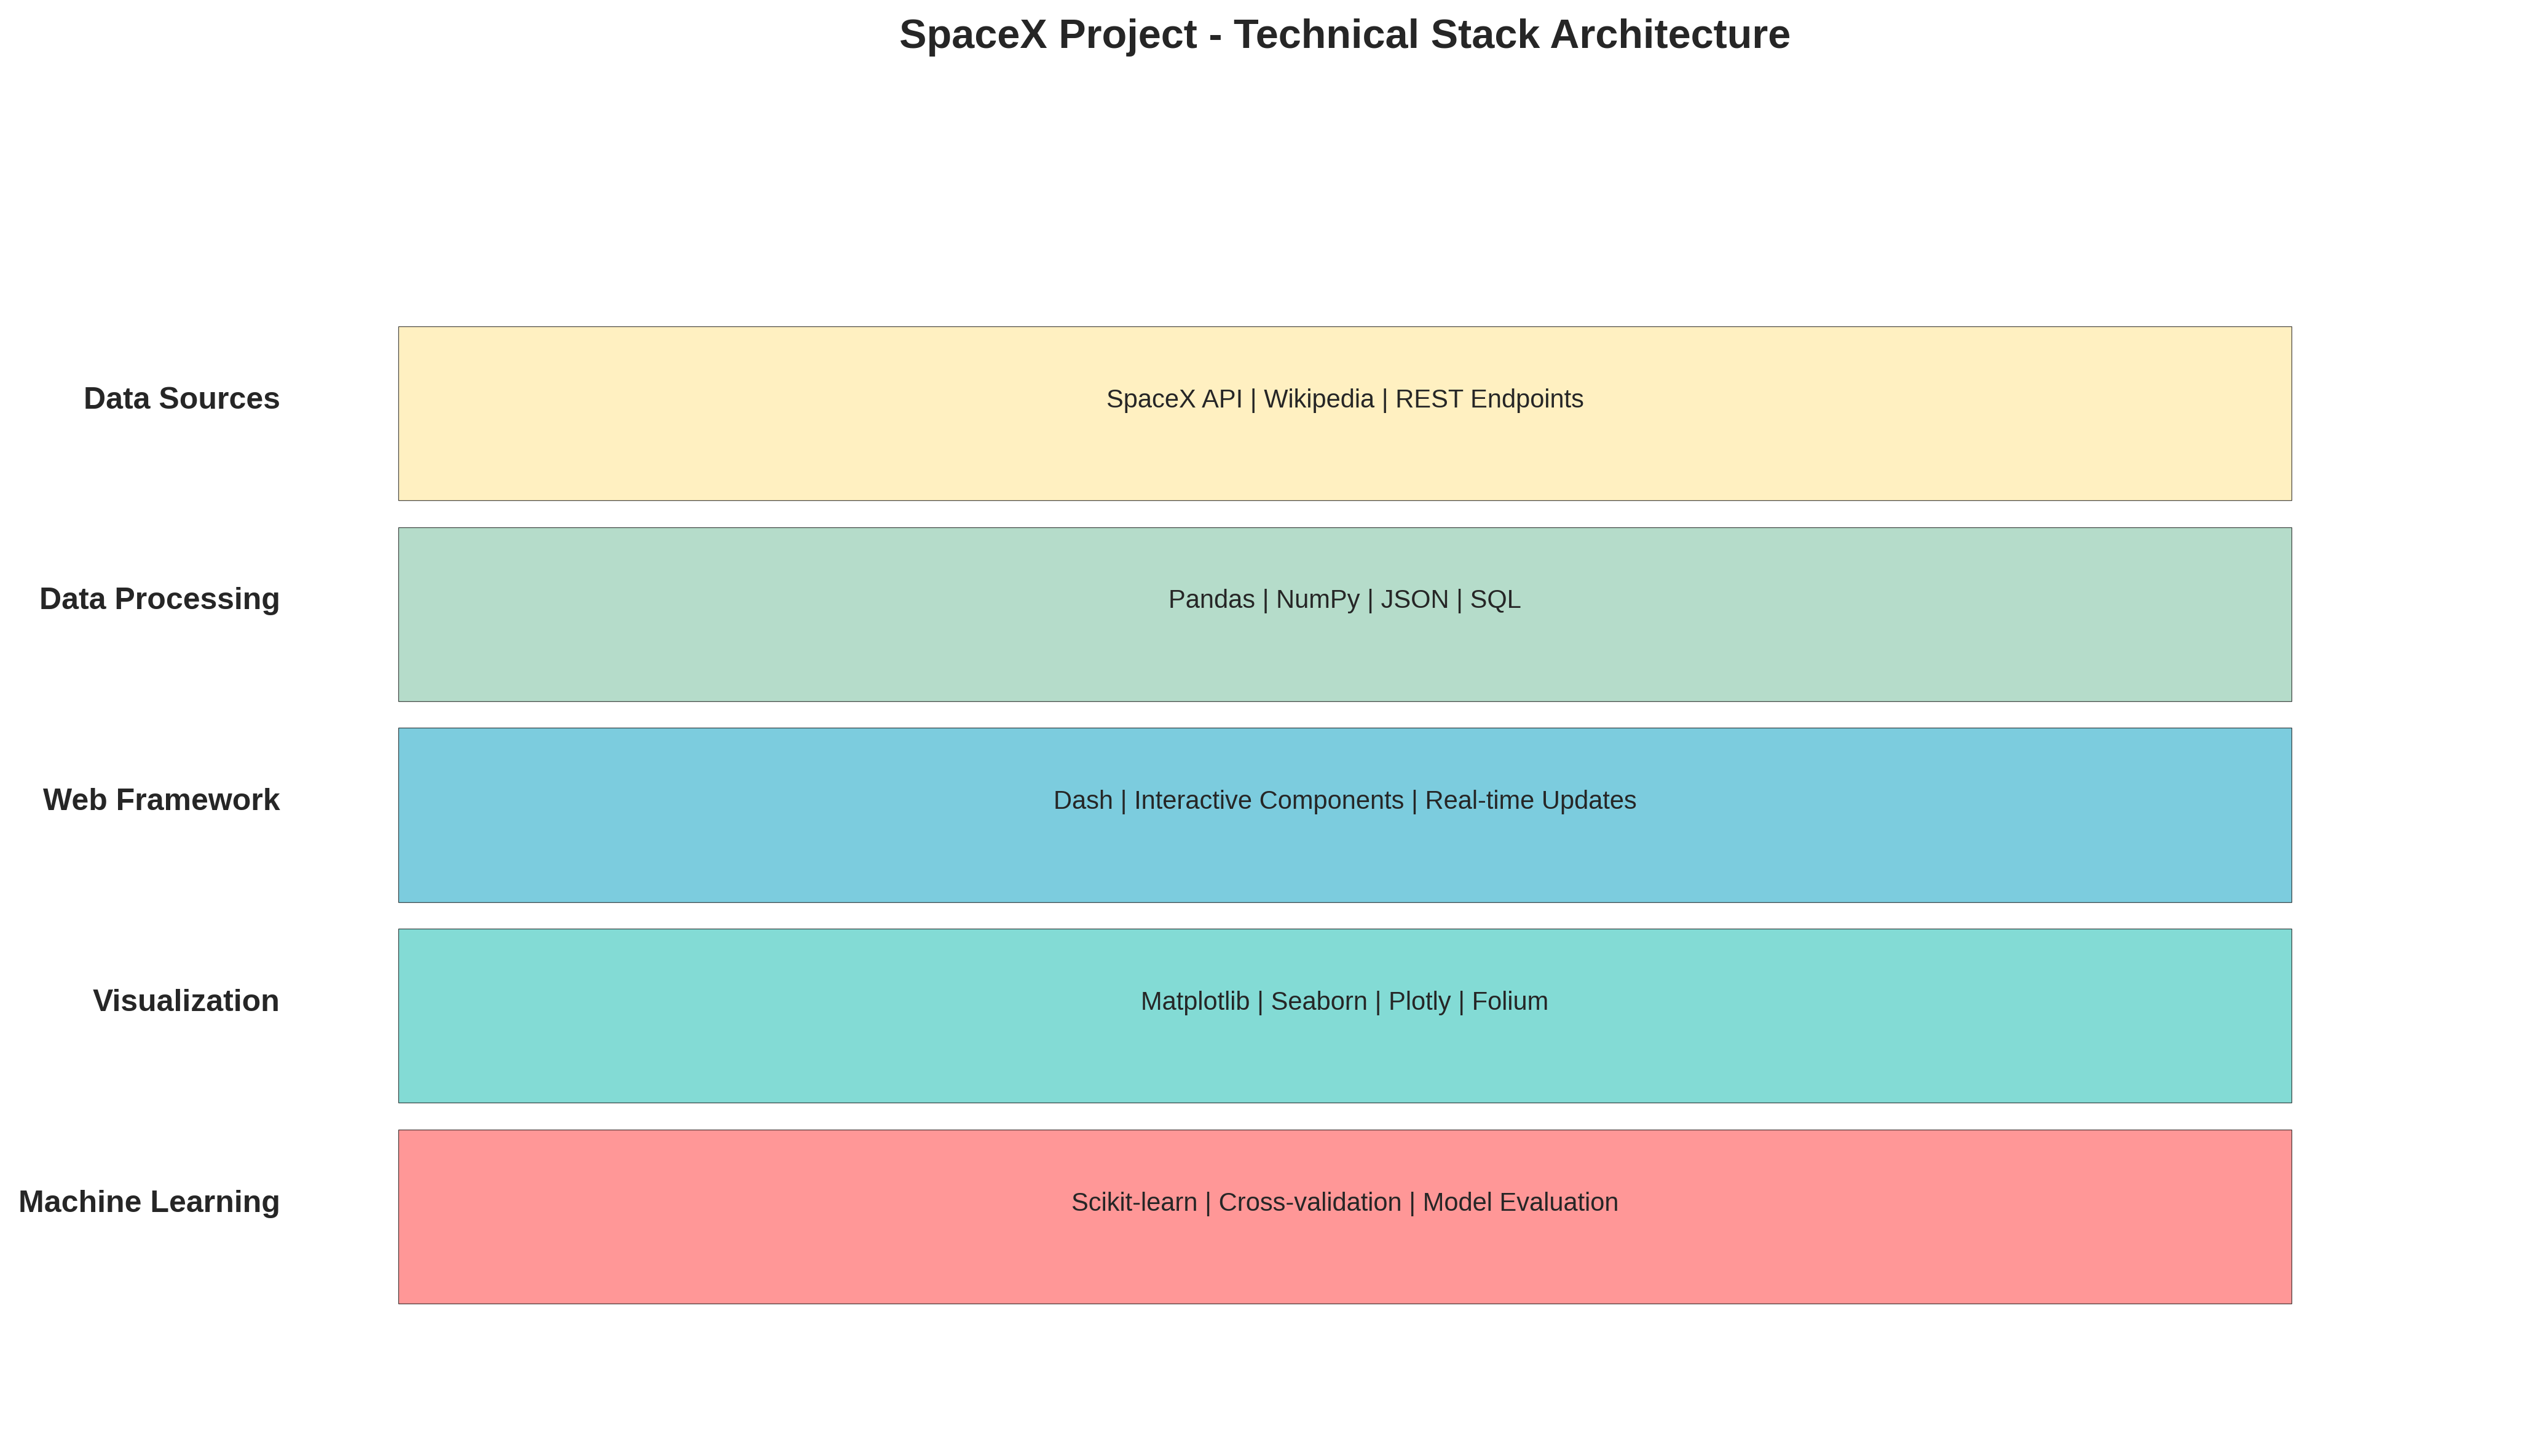 SpaceX Project - Technical Stack Architecture
Data Sources
SpaceX API | Wikipedia | REST Endpoints
Data Processing
Pandas | NumPy | JSON | SQL
Web Framework
Dash | Interactive Components | Real-time Updates
Visualization
Matplotlib | Seaborn | Plotly | Folium
Machine Learning
Scikit-learn | Cross-validation | Model Evaluation